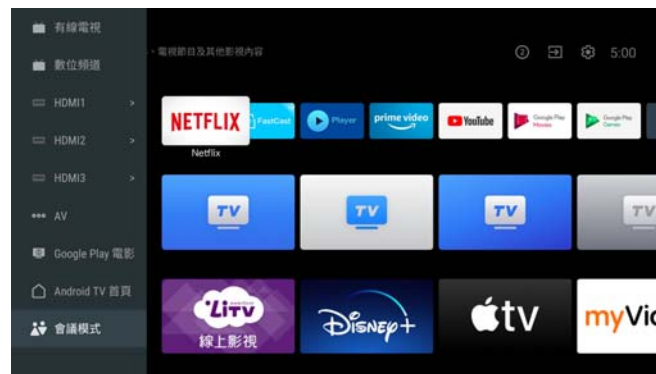 有線電視
數位頻道
HDMI1 >
HDMI2 >
HDMI3 >
AV
Google Play 電影
Android TV 首頁
會議模式
、電視節目及其他影視內容
2
5:00
NETFLIX
FastCast
Player
prime video
YouTube
Google Play Movies
Google Play Games
Netflix
TV
TV
TV
TV
LiTV
線上影視
Disney+
tv
myVid